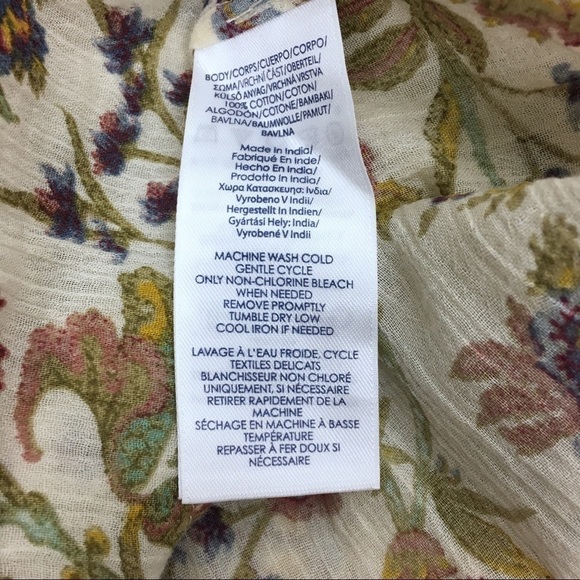 BODY/CORPS/CUERPO/CORPO/
ΣΩΜΑ/VRCHNÍ ČÁST/OBERTEIL/
KÜLSŐ ANYAG/VRCHNÁ VRSTVA
100% COTTON/COTON/
ALGODÓN/COTONE/BAMBAKI/
BAVLNA/BAUMWOLLE/PAMUT/
BAVLNA
Made In India/
Fabriqué En Inde/
Hecho En India/
Prodotto In India/
Χωρα Κατασκευησ: Ινδια/
Vyrobeno V Indii/
Hergestellt In Indien/
Gyártási Hely: India/
Vyrobené V Indii
MACHINE WASH COLD
GENTLE CYCLE
ONLY NON-CHLORINE BLEACH
WHEN NEEDED
REMOVE PROMPTLY
TUMBLE DRY LOW
COOL IRON IF NEEDED
LAVAGE À L'EAU FROIDE, CYCLE
TEXTILES DELICATS
BLANCHISSEUR NON CHLORÉ
UNIQUEMENT, SI NÉCESSAIRE
RETIRER RAPIDEMENT DE LA
MACHINE
SÉCHAGE EN MACHINE À BASSE
TEMPÉRATURE
REPASSER À FER DOUX SI
NÉCESSAIRE